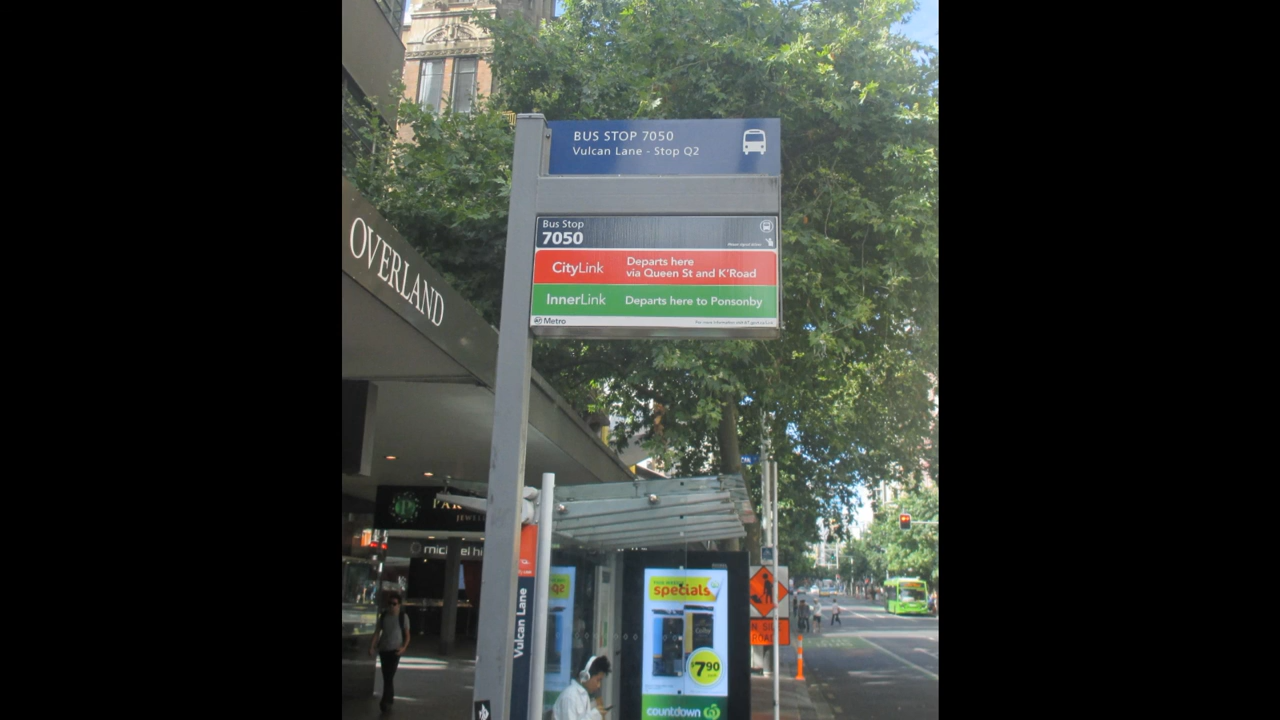 BUS STOP 7050
Vulcan Lane - Stop Q2
Bus Stop
7050
CityLink
Departs here
via Queen St and K'Road
InnerLink
Departs here to Ponsonby
AT Metro
OVERLAND
Vulcan Lane
specials
$7.90
countdown